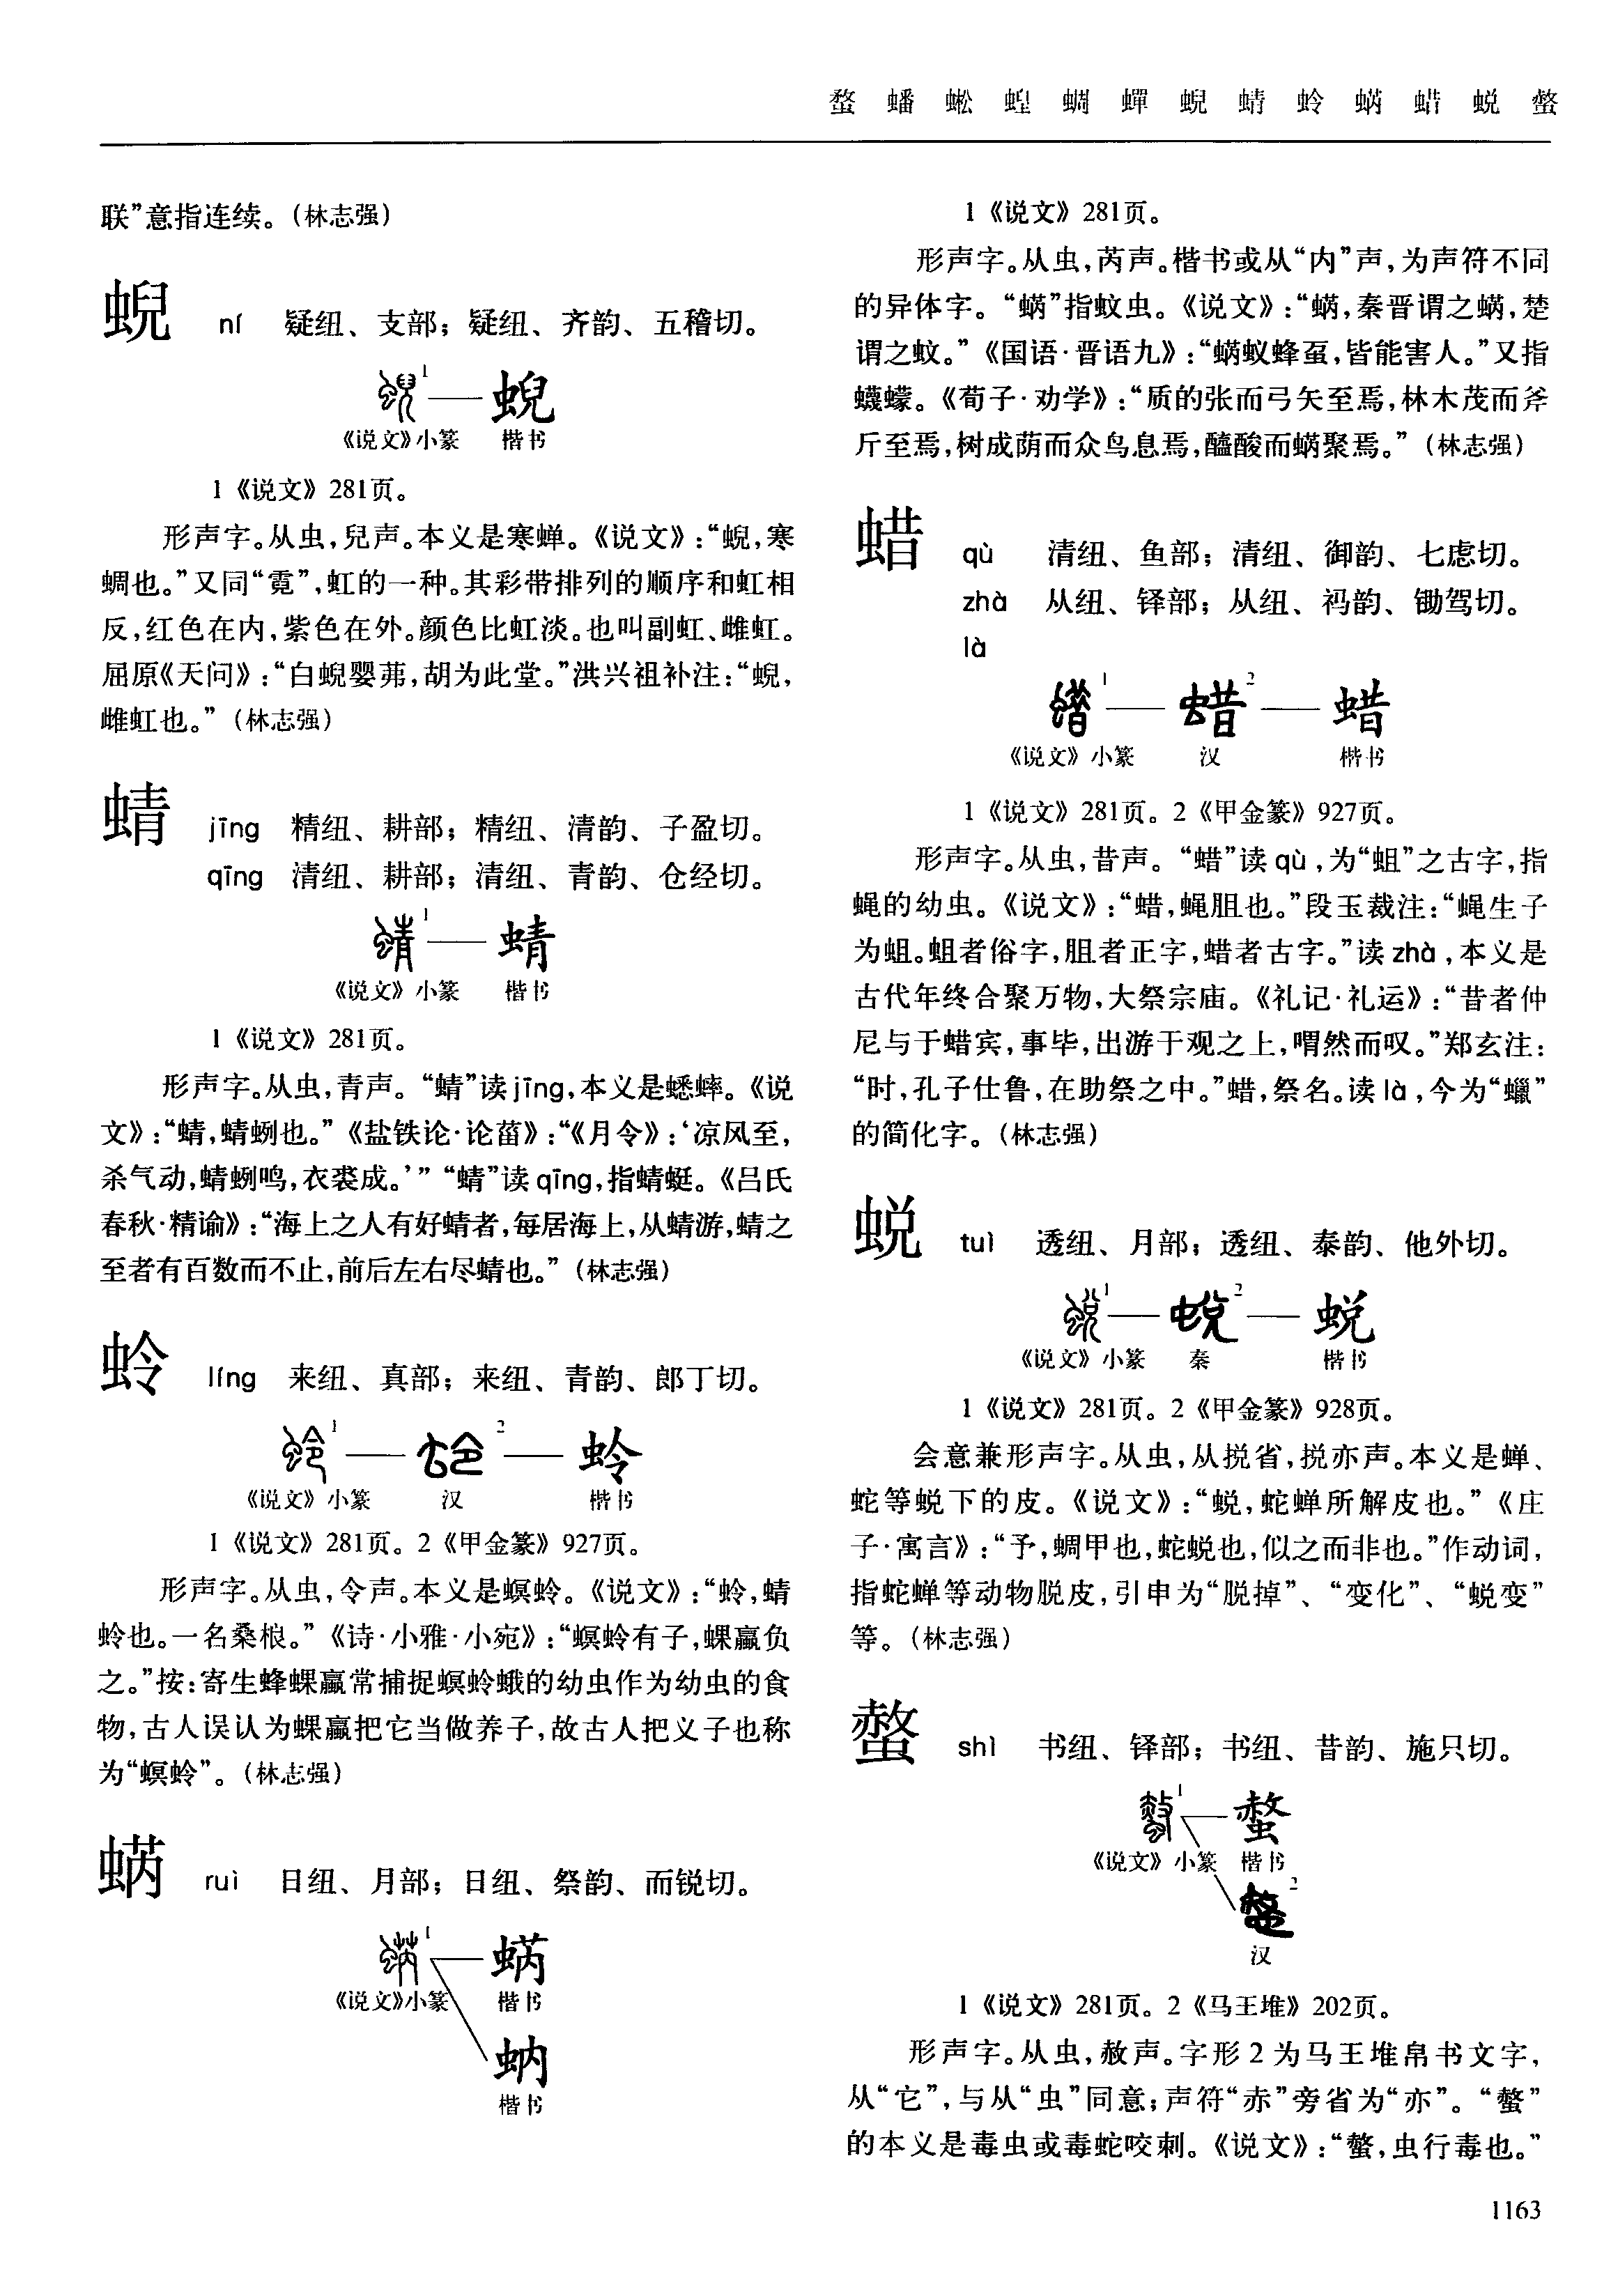 蝥 蟠 蜙 蝗 蜩 蟬 蜺 蜻 蛉 蜹 蜡 蜕 螫
联”意指连续。（林志强）
蜺 ní 疑纽、支部；疑纽、齐韵、五稽切。
1
蜺
《说文》小篆 楷书
1《说文》281页。
形声字。从虫，兒声。本义是寒蝉。《说文》：“蜺，寒
蜩也。”又同“霓”，虹的一种。其彩带排列的顺序和虹相
反，红色在内，紫色在外。颜色比虹淡。也叫副虹、雌虹。
屈原《天问》：“白蜺婴茀，胡为此堂。”洪兴祖补注：“蜺，
雌虹也。”（林志强）
蜻 jīng 精纽、耕部；精纽、清韵、子盈切。
qīng 清纽、耕部；清纽、青韵、仓经切。
1
蜻
《说文》小篆 楷书
1《说文》281页。
形声字。从虫，青声。“蜻”读jīng，本义是蟋蟀。《说
文》：“蜻，蜻蛚也。”《盐铁论·论菑》：“《月令》：‘凉风至，
杀气动，蜻蛚鸣，衣裘成。’”“蜻”读qīng，指蜻蜓。《吕氏
春秋·精谕》：“海上之人有好蜻者，每居海上，从蜻游，蜻之
至者有百数而不止，前后左右尽蜻也。”（林志强）
蛉 líng 来纽、真部；来纽、青韵、郎丁切。
1 2
蛉
《说文》小篆 汉 楷书
1《说文》281页。2《甲金篆》927页。
形声字。从虫，令声。本义是螟蛉。《说文》：“蛉，蜻
蛉也。一名桑桹。”《诗·小雅·小宛》：“螟蛉有子，蜾蠃负
之。”按：寄生蜂蜾蠃常捕捉螟蛉蛾的幼虫作为幼虫的食
物，古人误认为蜾蠃把它当做养子，故古人把义子也称
为“螟蛉”。（林志强）
蜹 ruì 日纽、月部；日纽、祭韵、而锐切。
1
蜹
《说文》小篆 楷书
蚋
楷书
1《说文》281页。
形声字。从虫，芮声。楷书或从“内”声，为声符不同
的异体字。“蜹”指蚊虫。《说文》：“蜹，秦晋谓之蜹，楚
谓之蚊。”《国语·晋语九》：“蜹蚁蜂虿，皆能害人。”又指
蠛蠓。《荀子·劝学》：“质的张而弓矢至焉，林木茂而斧
斤至焉，树成荫而众鸟息焉，醯酸而蜹聚焉。”（林志强）
蜡 qù 清纽、鱼部；清纽、御韵、七虑切。
zhà 从纽、铎部；从纽、祃韵、锄驾切。
là
1 2
蜡
《说文》小篆 汉 楷书
1《说文》281页。2《甲金篆》927页。
形声字。从虫，昔声。“蜡”读qù，为“蛆”之古字，指
蝇的幼虫。《说文》：“蜡，蝇胆也。”段玉裁注：“蝇生子
为蛆。蛆者俗字，胆者正字，蜡者古字。”读zhà，本义是
古代年终合聚万物，大祭宗庙。《礼记·礼运》：“昔者仲
尼与于蜡宾，事毕，出游于观之上，喟然而叹。”郑玄注：
“时，孔子仕鲁，在助祭之中。”蜡，祭名。读là，今为“蠟”
的简化字。（林志强）
蜕 tuì 透纽、月部；透纽、泰韵、他外切。
1 2
蜕
《说文》小篆 秦 楷书
1《说文》281页。2《甲金篆》928页。
会意兼形声字。从虫，从挩省，挩亦声。本义是蝉、
蛇等蜕下的皮。《说文》：“蜕，蛇蝉所解皮也。”《庄
子·寓言》：“予，蜩甲也，蛇蜕也，似之而非也。”作动词，
指蛇蝉等动物脱皮，引申为“脱掉”、“变化”、“蜕变”
等。（林志强）
螫 shì 书纽、铎部；书纽、昔韵、施只切。
1
螫
《说文》小篆 楷书
2
汉
1《说文》281页。2《马王堆》202页。
形声字。从虫，赦声。字形2为马王堆帛书文字，
从“它”，与从“虫”同意；声符“赤”旁省为“亦”。“螫”
的本义是毒虫或毒蛇咬刺。《说文》：“螫，虫行毒也。”
1163